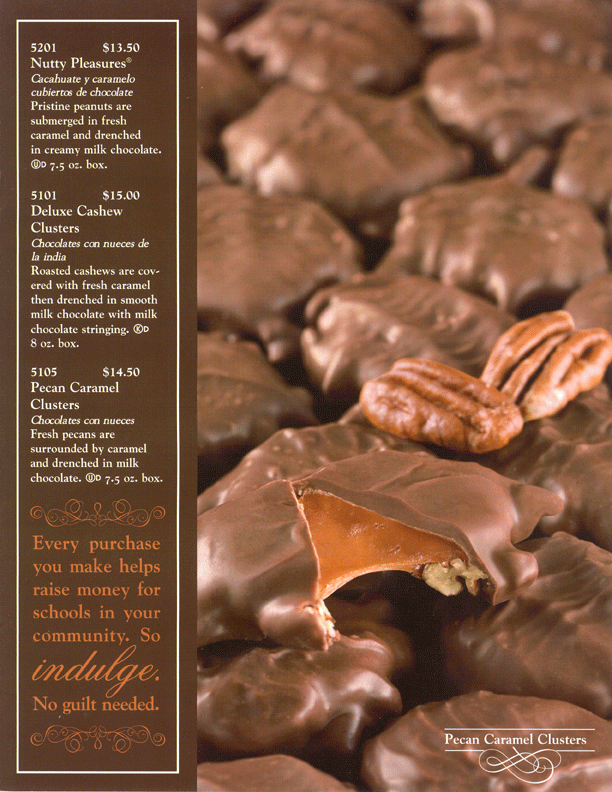 5201 $13.50
Nutty Pleasures®
Cacahuate y caramelo
cubiertos de chocolate
Pristine peanuts are
submerged in fresh
caramel and drenched
in creamy milk chocolate.
ⓊD 7.5 oz. box.
5101 $15.00
Deluxe Cashew
Clusters
Chocolates con nueces de
la india
Roasted cashews are cov-
ered with fresh caramel
then drenched in smooth
milk chocolate with milk
chocolate stringing. ⓀD
8 oz. box.
5105 $14.50
Pecan Caramel
Clusters
Chocolates con nueces
Fresh pecans are
surrounded by caramel
and drenched in milk
chocolate. ⓊD 7.5 oz. box.
Every purchase
you make helps
raise money for
schools in your
community. So
indulge.
No guilt needed.
Pecan Caramel Clusters